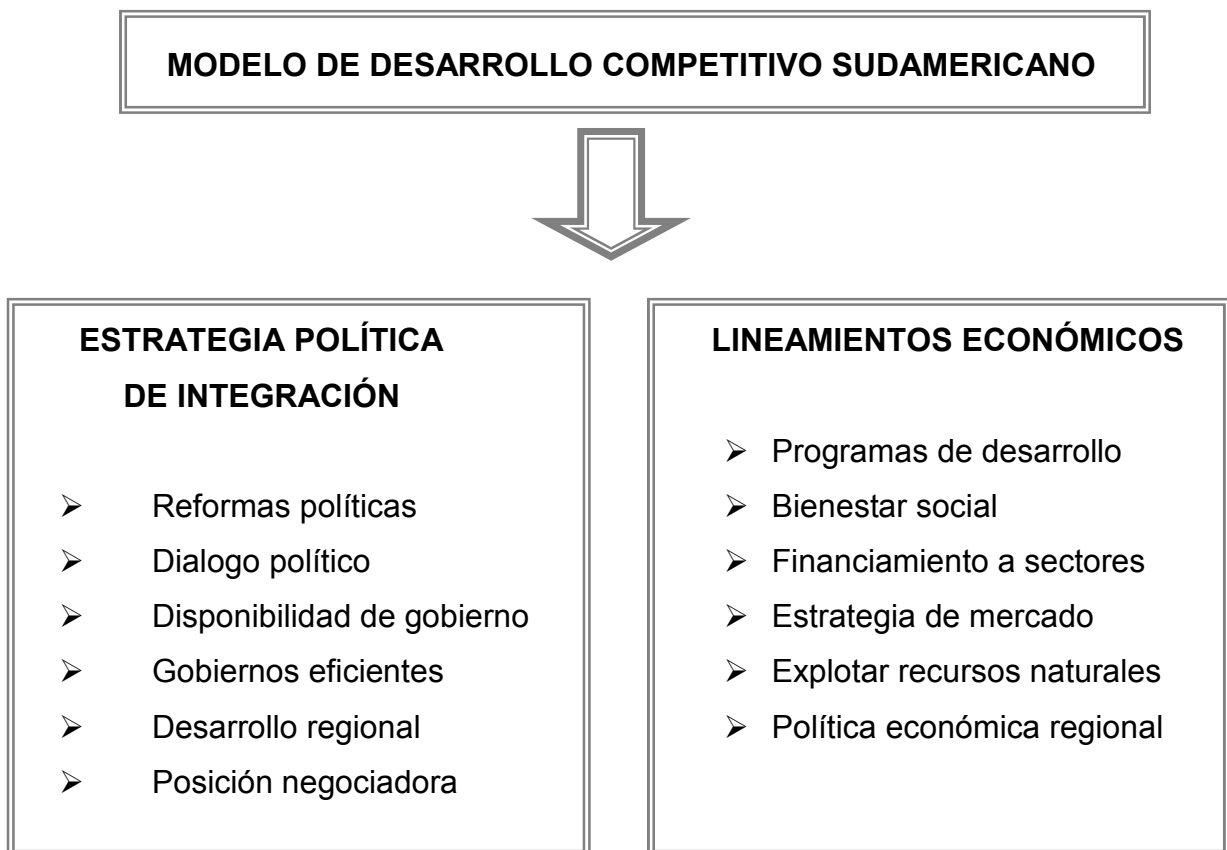 MODELO DE DESARROLLO COMPETITIVO SUDAMERICANO
ESTRATEGIA POLÍTICA
DE INTEGRACIÓN
➢ Reformas políticas
➢ Dialogo político
➢ Disponibilidad de gobierno
➢ Gobiernos eficientes
➢ Desarrollo regional
➢ Posición negociadora
LINEAMIENTOS ECONÓMICOS
➢ Programas de desarrollo
➢ Bienestar social
➢ Financiamiento a sectores
➢ Estrategia de mercado
➢ Explotar recursos naturales
➢ Política económica regional